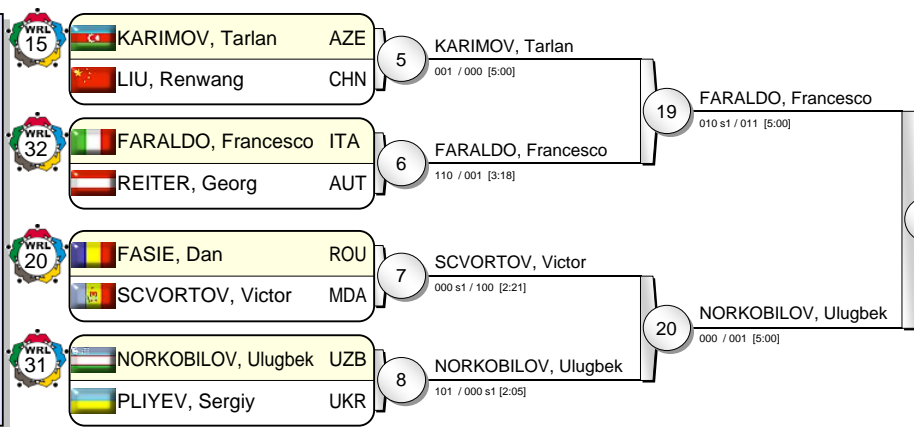 WRL
15
KARIMOV, Tarlan AZE
LIU, Renwang CHN
5
KARIMOV, Tarlan
001 / 000 [5:00]
WRL
32
FARALDO, Francesco ITA
REITER, Georg AUT
6
FARALDO, Francesco
110 / 001 [3:18]
19
FARALDO, Francesco
010 s1 / 011 [5:00]
WRL
20
FASIE, Dan ROU
SCVORTOV, Victor MDA
7
SCVORTOV, Victor
000 s1 / 100 [2:21]
WRL
31
NORKOBILOV, Ulugbek UZB
PLIYEV, Sergiy UKR
8
NORKOBILOV, Ulugbek
101 / 000 s1 [2:05]
20
NORKOBILOV, Ulugbek
000 / 001 [5:00]